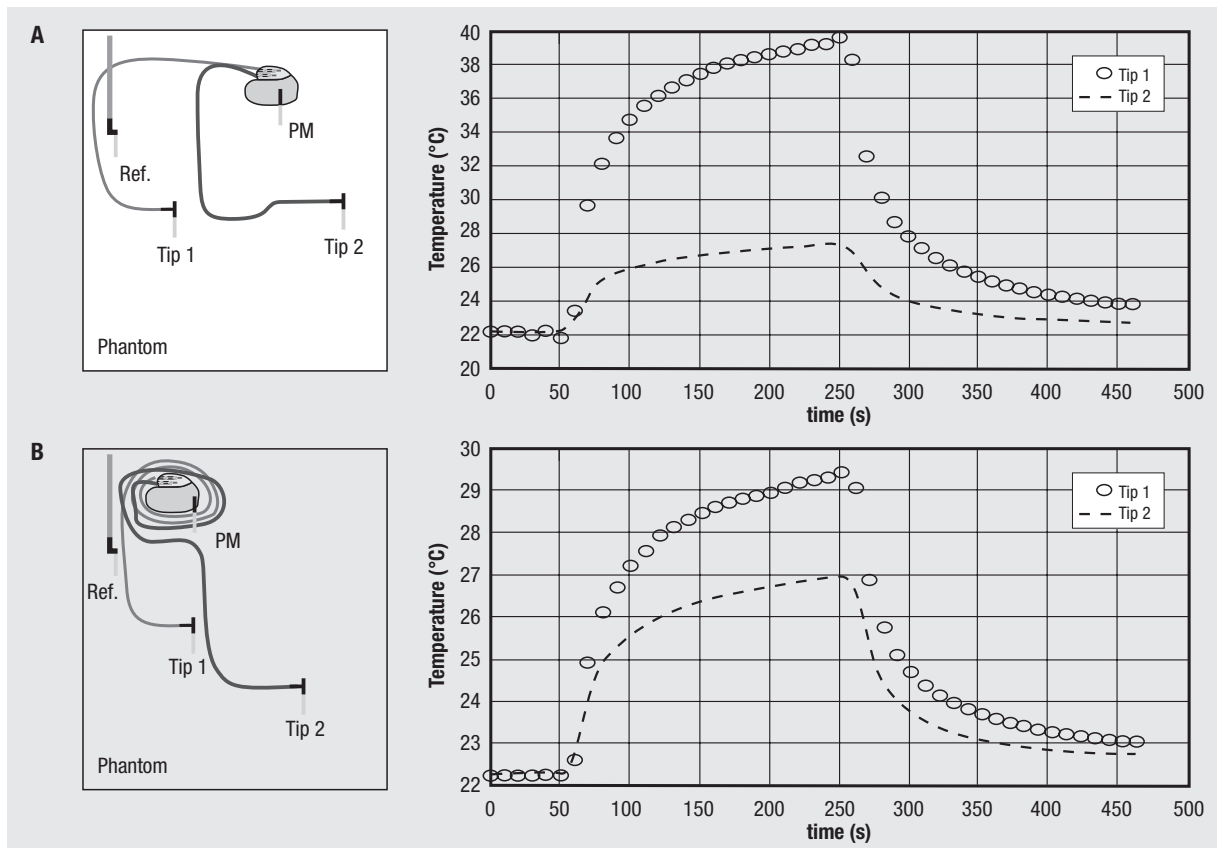 A
Ref.
PM
Tip 1
Tip 2
Phantom
Temperature (°C)
40
38
36
34
32
30
28
26
24
22
20
0 50 100 150 200 250 300 350 400 450 500
time (s)
Tip 1
Tip 2
B
PM
Ref.
Tip 1
Tip 2
Phantom
Temperature (°C)
30
29
28
27
26
25
24
23
22
0 50 100 150 200 250 300 350 400 450 500
time (s)
Tip 1
Tip 2